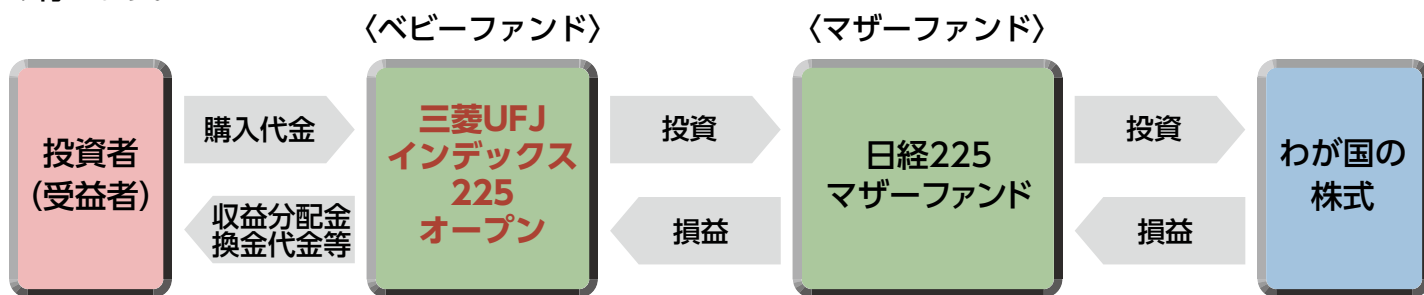 〈ベビーファンド〉
〈マザーファンド〉
投資者
(受益者)
購入代金
収益分配金
換金代金等
三菱UFJ
インデックス
225
オープン
投資
損益
日経225
マザーファンド
投資
損益
わが国の
株式